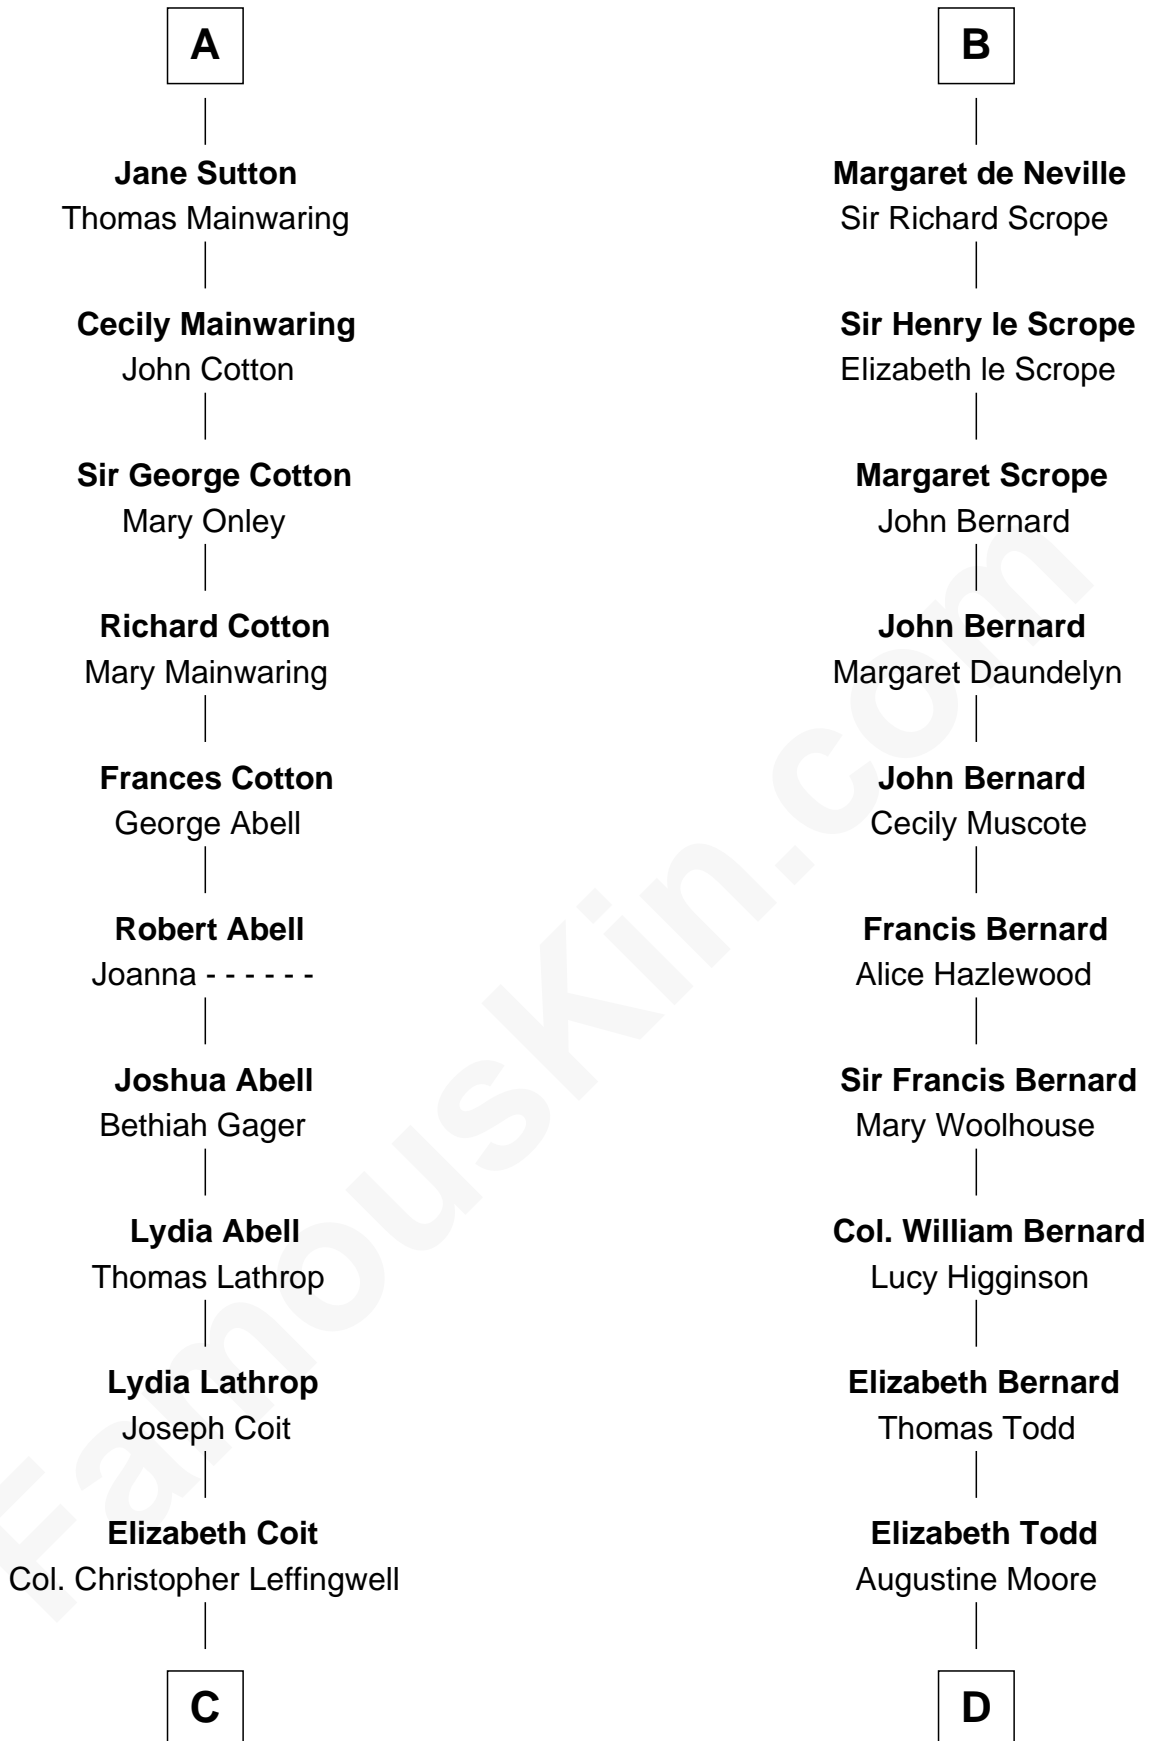 A
Jane Sutton
Thomas Mainwaring
Cecily Mainwaring
John Cotton
Sir George Cotton
Mary Onley
Richard Cotton
Mary Mainwaring
Frances Cotton
George Abell
Robert Abell
Joanna - - - - - -
Joshua Abell
Bethiah Gager
Lydia Abell
Thomas Lathrop
Lydia Lathrop
Joseph Coit
Elizabeth Coit
Col. Christopher Leffingwell
C
B
Margaret de Neville
Sir Richard Scrope
Sir Henry le Scrope
Elizabeth le Scrope
Margaret Scrope
John Bernard
John Bernard
Margaret Daundelyn
John Bernard
Cecily Muscote
Francis Bernard
Alice Hazlewood
Sir Francis Bernard
Mary Woolhouse
Col. William Bernard
Lucy Higginson
Elizabeth Bernard
Thomas Todd
Elizabeth Todd
Augustine Moore
D
FamousKin.com